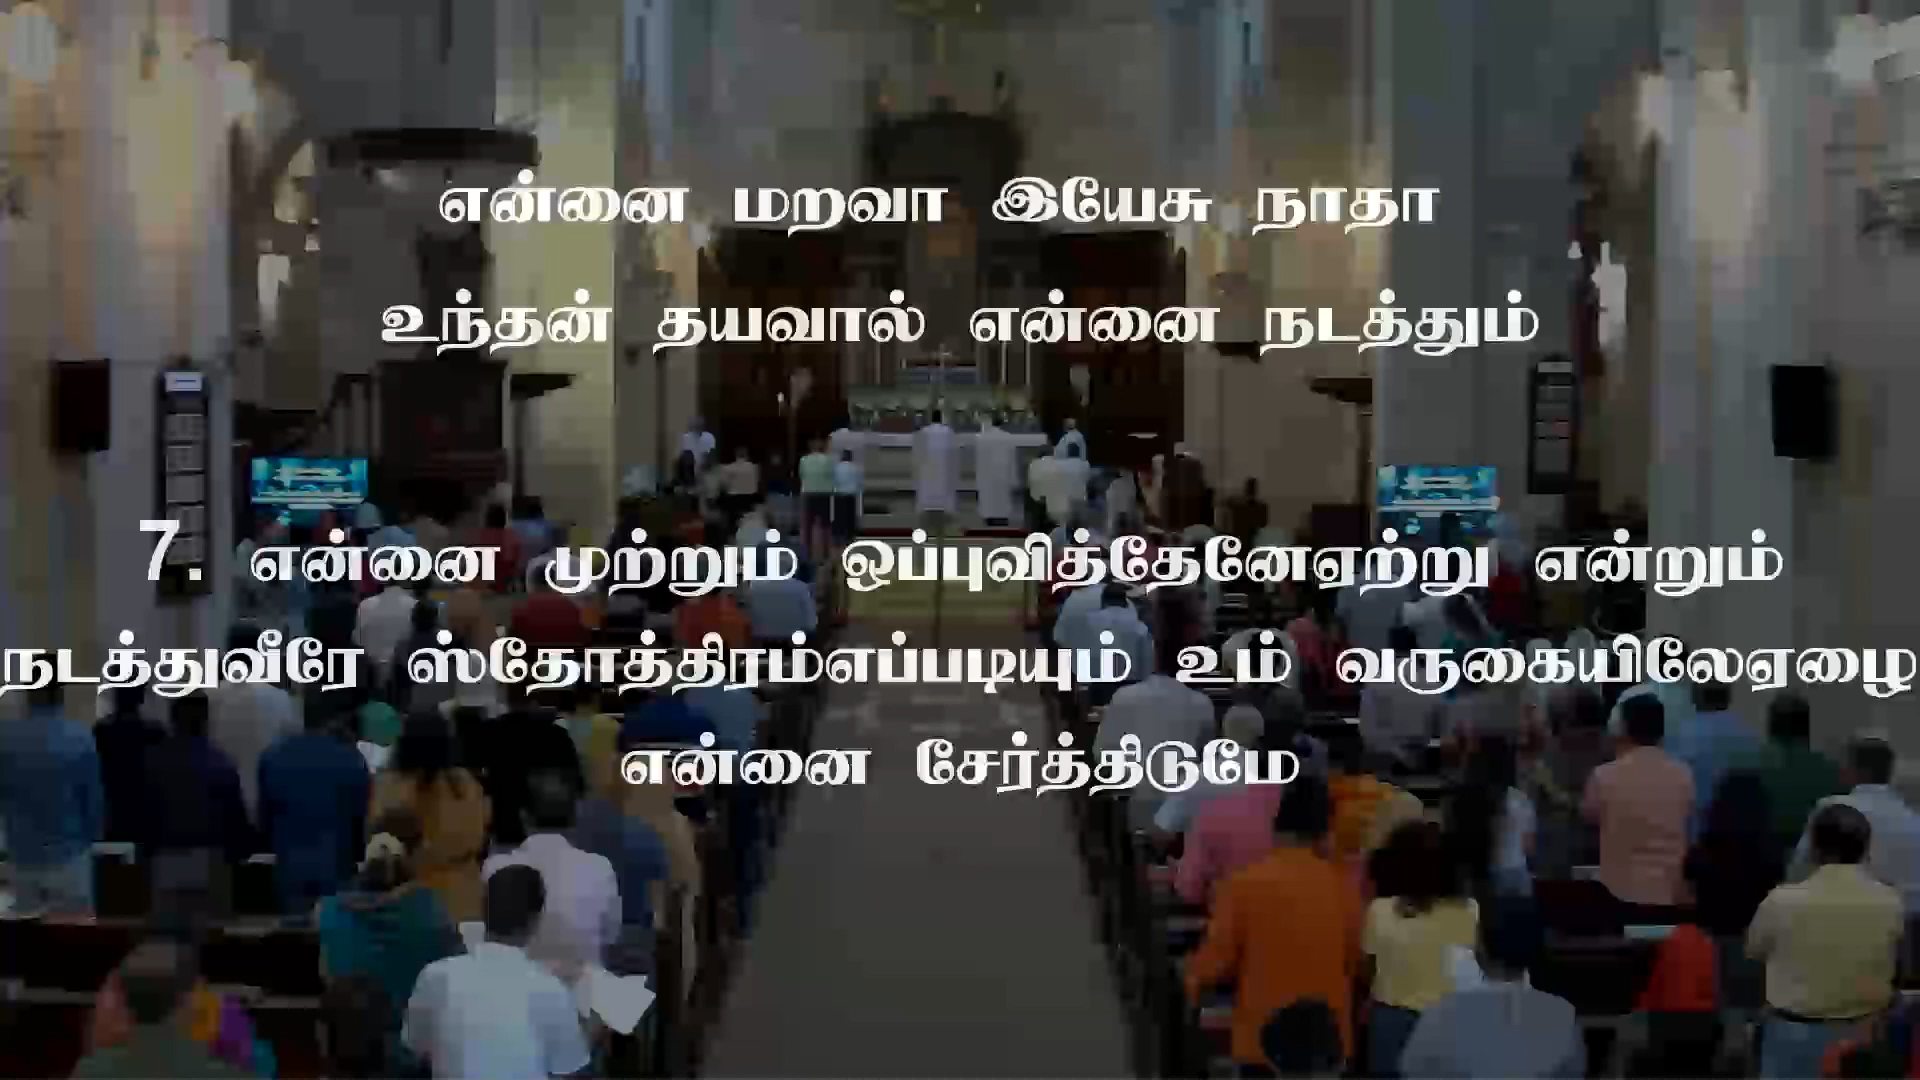 என்னை மறவா இயேசு நாதா
உந்தன் தயவால் என்னை நடத்தும்
7. என்னை முற்றும் ஒப்புவித்தேனேஏற்று என்றும்
நடத்துவீரே ஸ்தோத்திரம்எப்படியும் உம் வருகையிலேஏழை
என்னை சேர்த்திடுமே